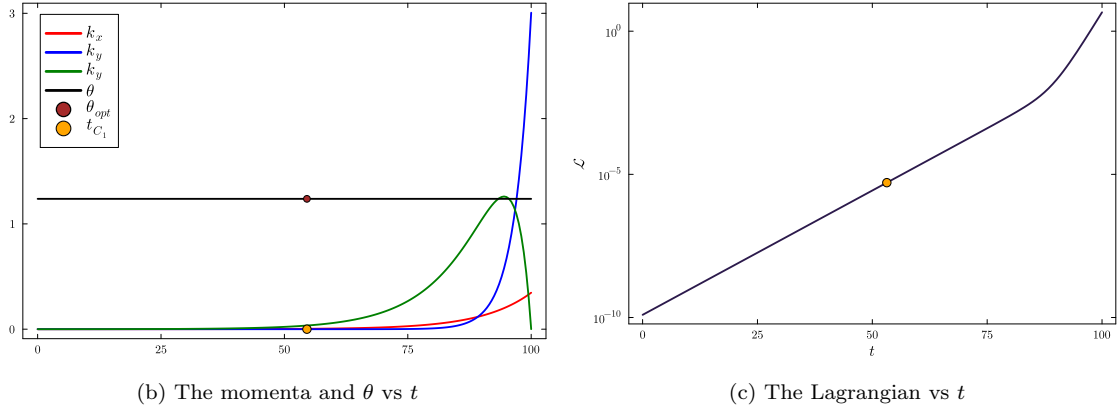 3
2
1
0
k_x
k_y
k_y
θ
θ_opt
t_C_1
0
25
50
75
100
(b) The momenta and θ vs t
10^0
10^-5
10^-10
ℒ
0
25
50
75
100
t
(c) The Lagrangian vs t